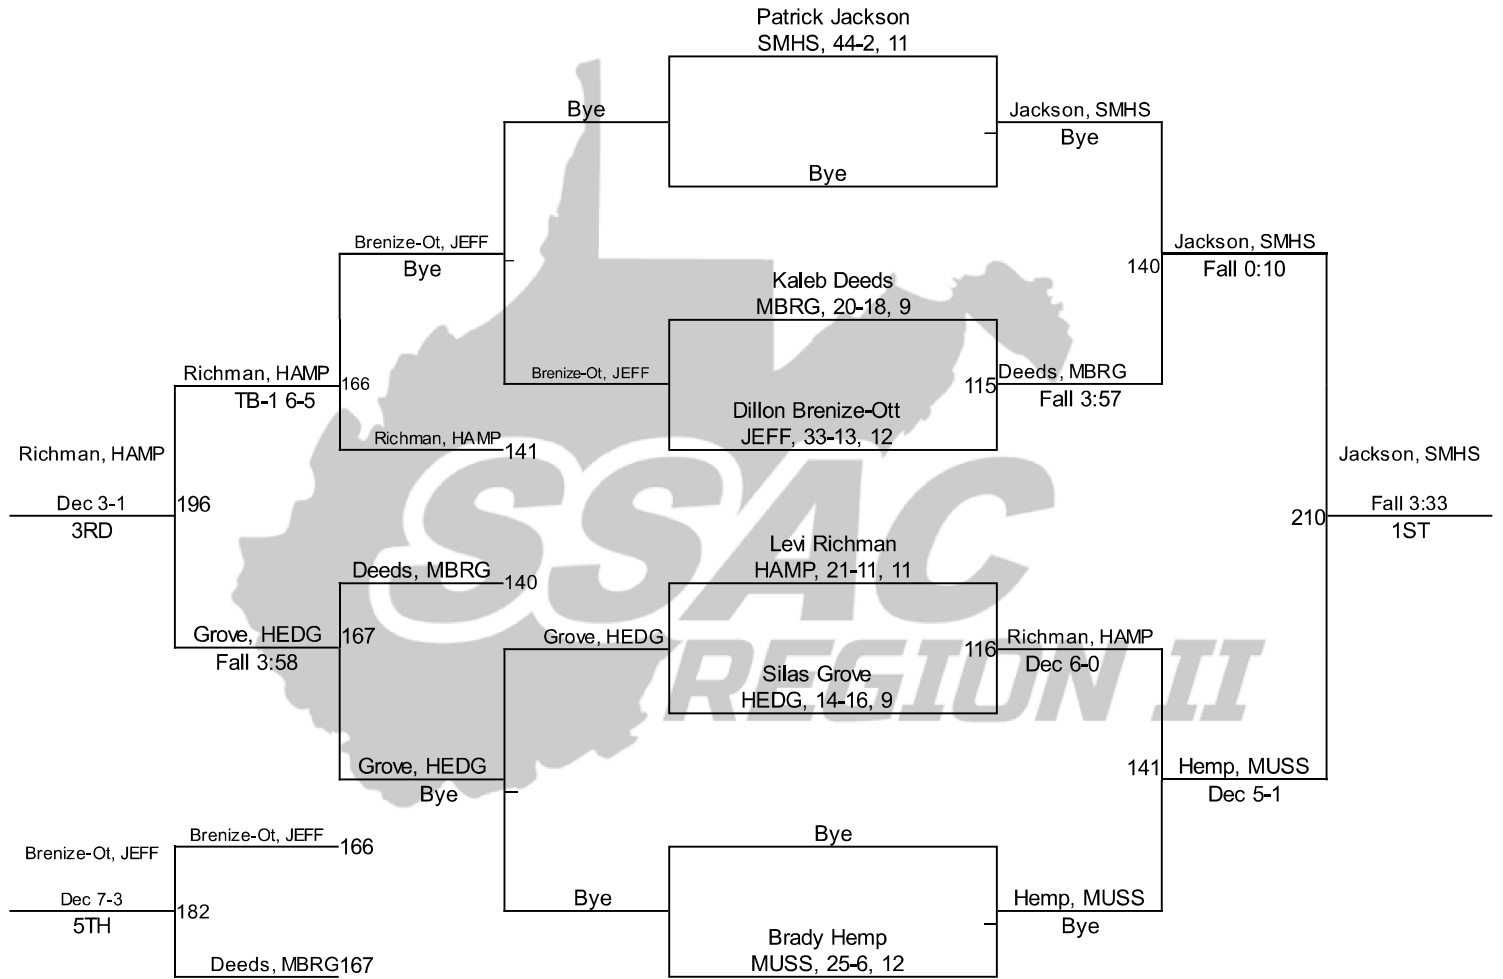 Patrick Jackson
SMHS, 44-2, 11
Bye
Jackson, SMHS
Bye
Bye
Brenize-Ot, JEFF
Bye
Jackson, SMHS
140
Fall 0:10
Kaleb Deeds
MBRG, 20-18, 9
Richman, HAMP
166
TB-1 6-5
Brenize-Ot, JEFF
115
Deeds, MBRG
Fall 3:57
Dillon Brenize-Ott
JEFF, 33-13, 12
Richman, HAMP
141
Richman, HAMP
Dec 3-1
196
3RD
Jackson, SMHS
210
Fall 3:33
1ST
SSAC
REGION II
Levi Richman
HAMP, 21-11, 11
Deeds, MBRG
140
Grove, HEDG
167
Fall 3:58
Grove, HEDG
116
Richman, HAMP
Dec 6-0
Silas Grove
HEDG, 14-16, 9
Grove, HEDG
Bye
141
Hemp, MUSS
Dec 5-1
Bye
Brenize-Ot, JEFF
166
Brenize-Ot, JEFF
Dec 7-3
182
5TH
Bye
Hemp, MUSS
Bye
Brady Hemp
MUSS, 25-6, 12
Deeds, MBRG
167